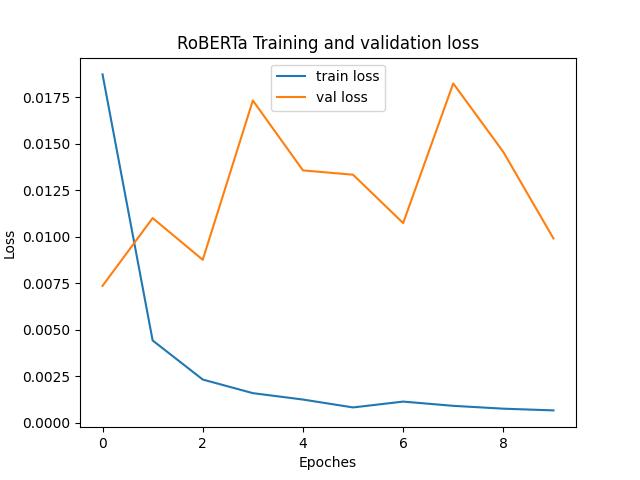 RoBERTa Training and validation loss
train loss
val loss
0.0175
0.0150
0.0125
0.0100
0.0075
0.0050
0.0025
0.0000
Loss
0 2 4 6 8
Epoches